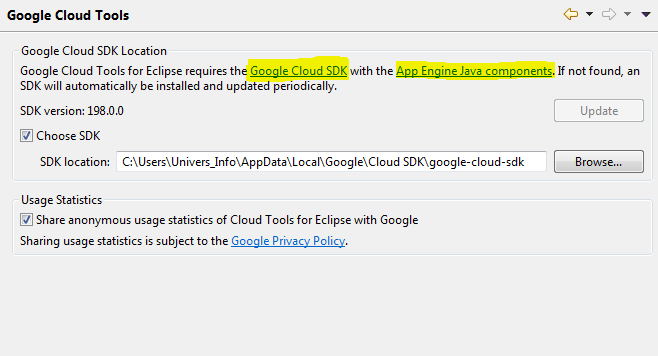 Google Cloud Tools
Google Cloud SDK Location
Google Cloud Tools for Eclipse requires the Google Cloud SDK with the App Engine Java components. If not found, an
SDK will automatically be installed and updated periodically.
SDK version: 198.0.0
Update
Choose SDK
SDK location: C:\Users\Univers_Info\AppData\Local\Google\Cloud SDK\google-cloud-sdk Browse...
Usage Statistics
Share anonymous usage statistics of Cloud Tools for Eclipse with Google
Sharing usage statistics is subject to the Google Privacy Policy.